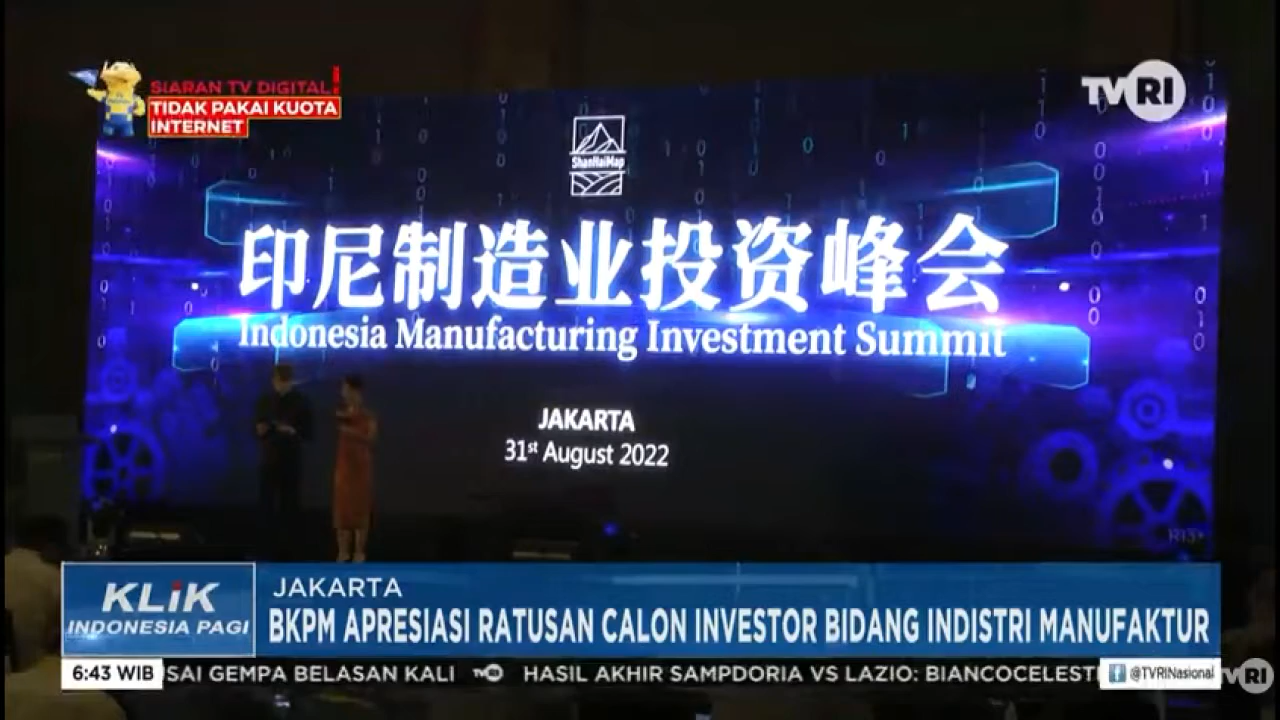 SIARAN TV DIGITAL!
TIDAK PAKAI KUOTA
INTERNET
TVRI
ShanHaiMap
印尼制造业投资峰会
Indonesia Manufacturing Investment Summit
JAKARTA
31st August 2022
KLiK
INDONESIA PAGI
JAKARTA
BKPM APRESIASI RATUSAN CALON INVESTOR BIDANG INDISTRI MANUFAKTUR
6:43 WIB
SAI GEMPA BELASAN KALI TVRI HASIL AKHIR SAMPDORIA VS LAZIO: BIANCOCELEST
@TVRINasional
TVRI